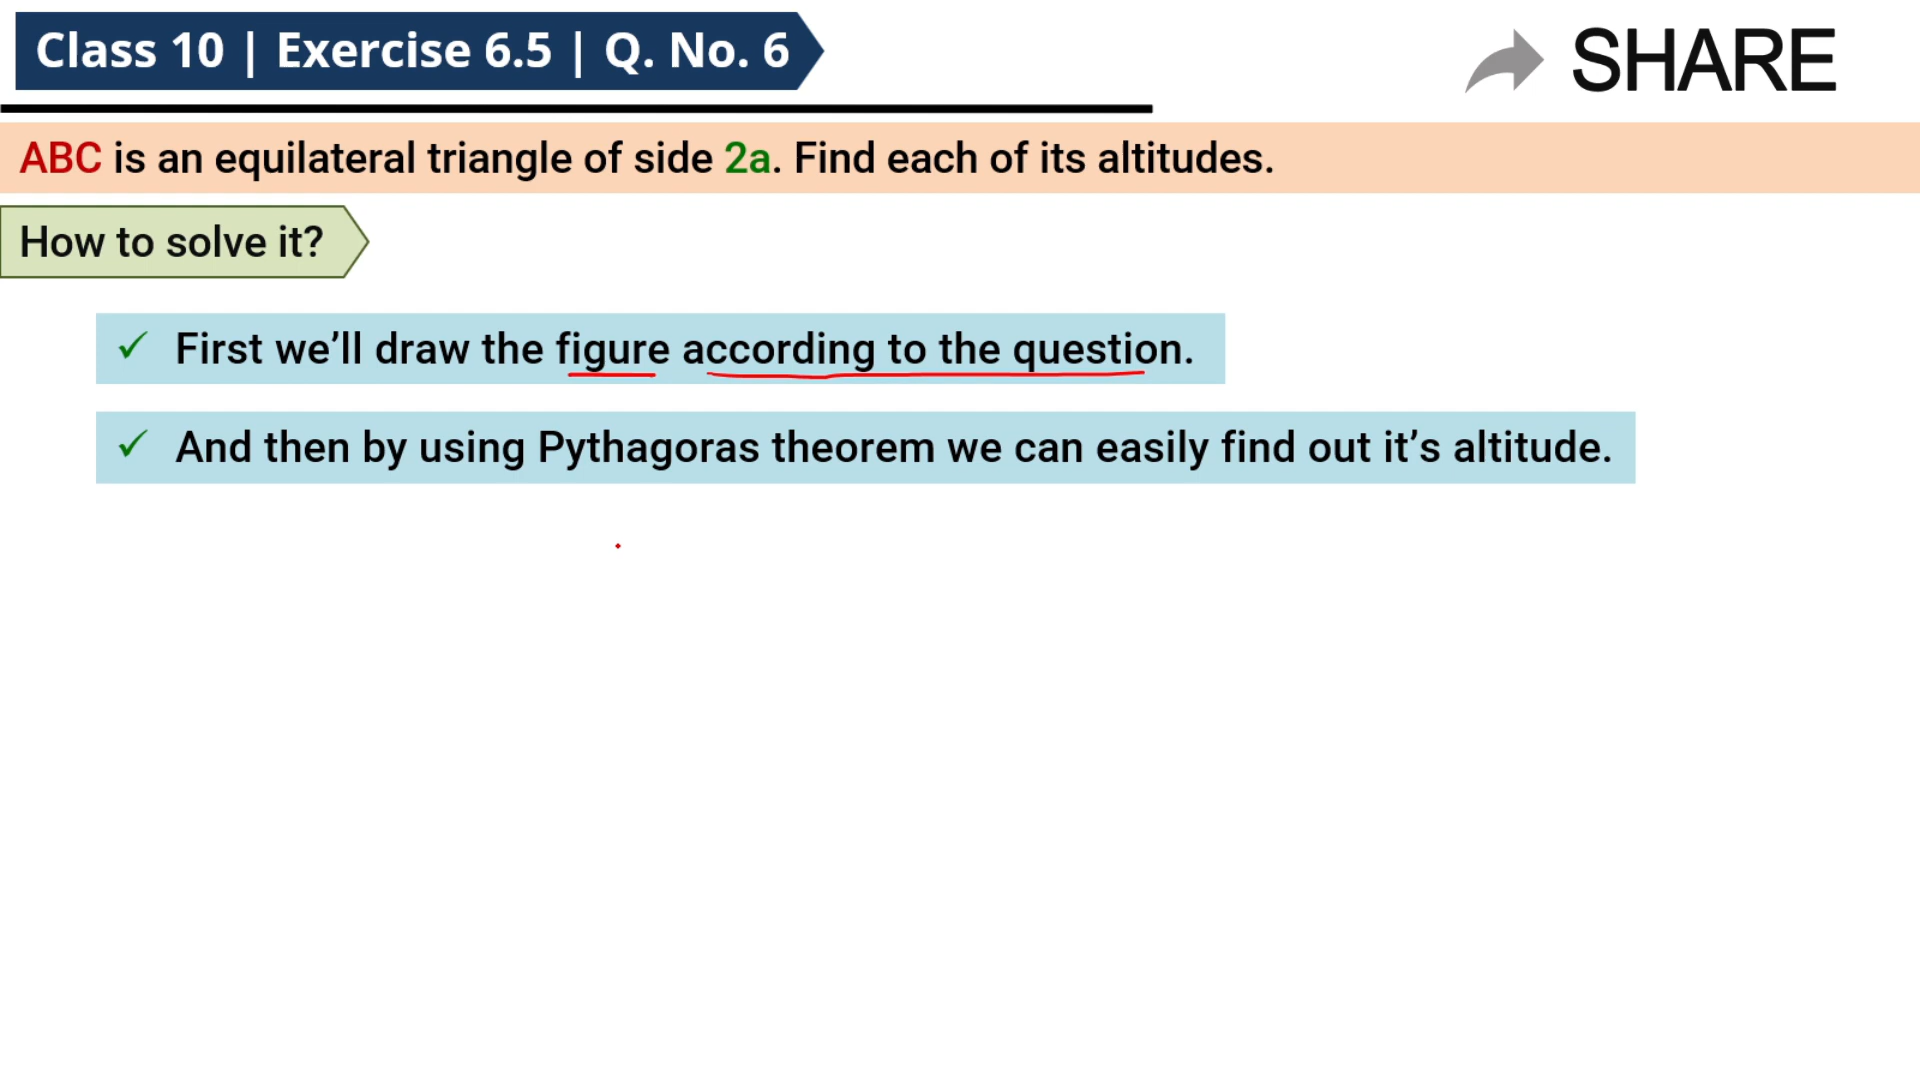 Class 10 | Exercise 6.5 | Q. No. 6
SHARE
ABC is an equilateral triangle of side 2a. Find each of its altitudes.
How to solve it?
✓ First we’ll draw the figure according to the question.
✓ And then by using Pythagoras theorem we can easily find out it’s altitude.